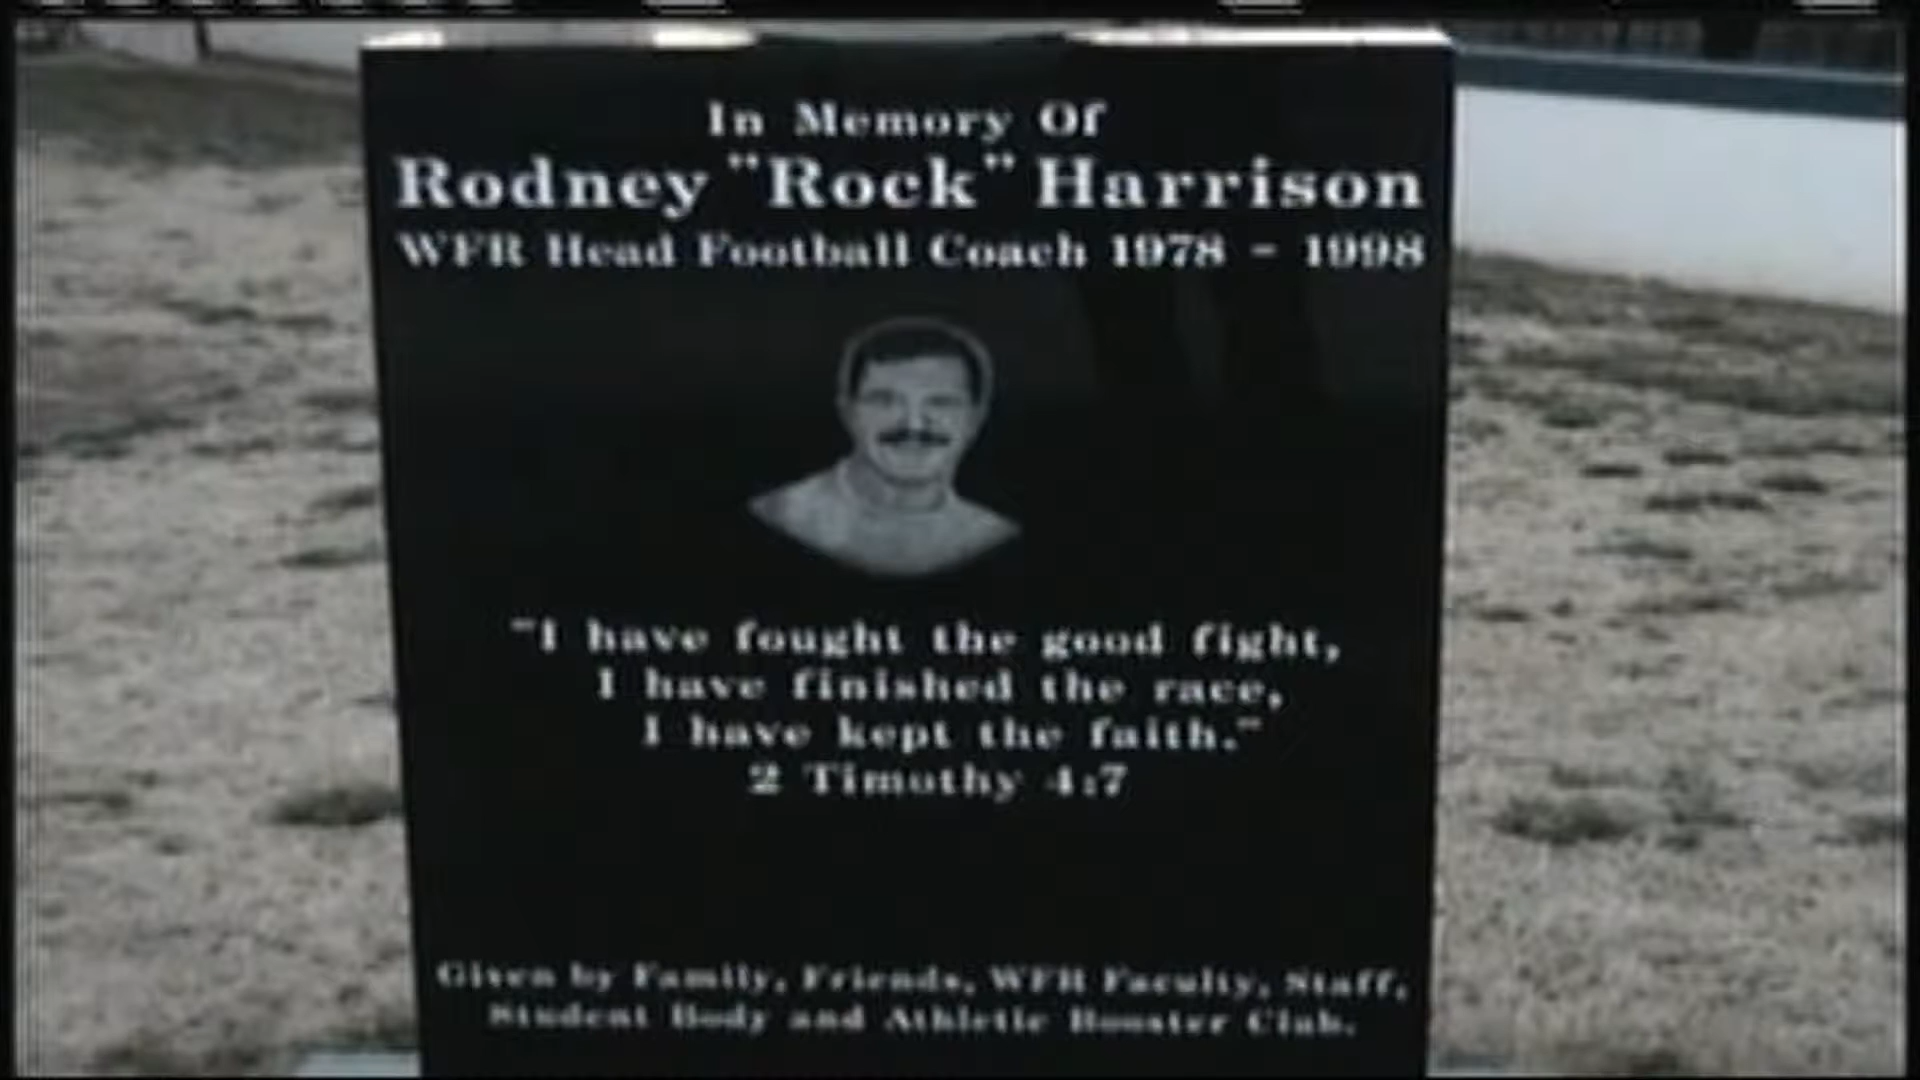 In Memory Of
Rodney "Rock" Harrison
WFR Head Football Coach 1978 - 1998
"I have fought the good fight,
I have finished the race,
I have kept the faith."
2 Timothy 4:7
Given by Family, Friends, WFR Faculty, Staff,
Student Body and Athletic Booster Club.